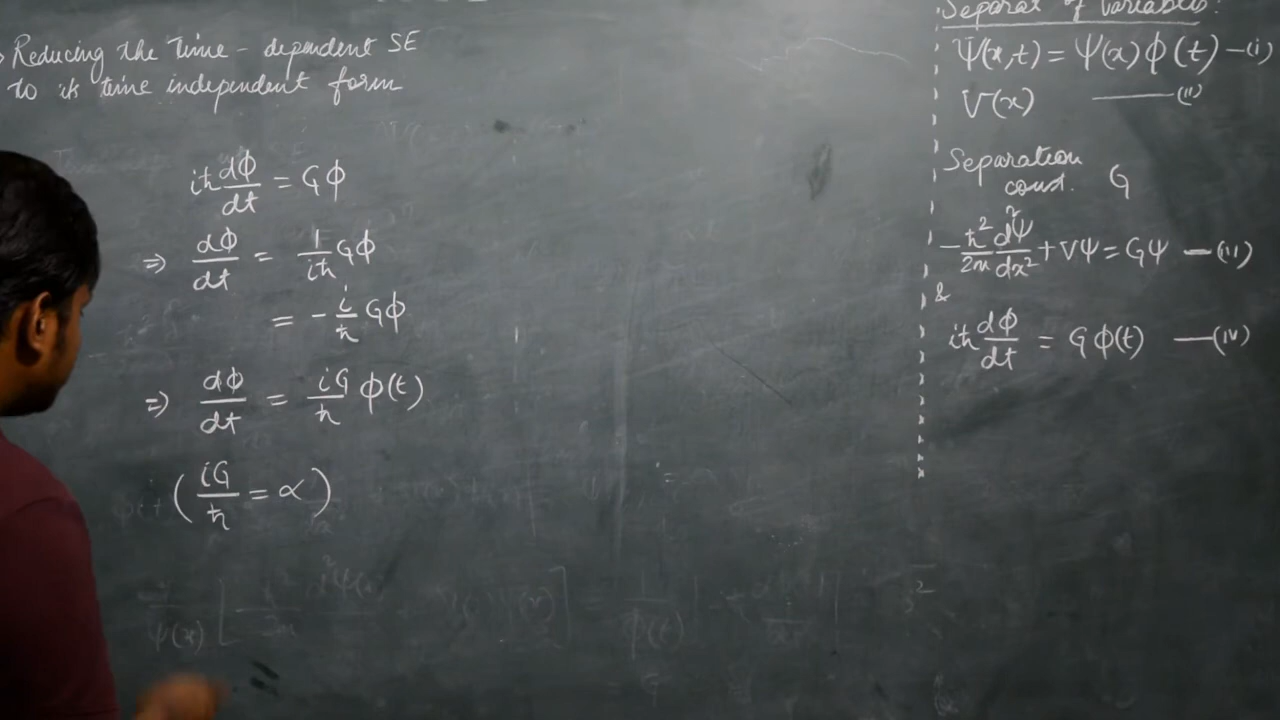 Reducing the Time - dependent SE
to its time independent form
iħ dΦ/dt = GΦ
⇒ dΦ/dt = 1/iħ GΦ
= - i/ħ GΦ
⇒ dΦ/dt = iG/ħ Φ(t)
(iG/ħ = α)
Separat of Variables:
Ψ(x,t) = Ψ(x) Φ(t) —(i)
V(x) —(ii)
Separation
const. G
-ħ²/2m d²Ψ/dx² + VΨ = GΨ —(III)
&
iħ dΦ/dt = GΦ(t) —(iv)